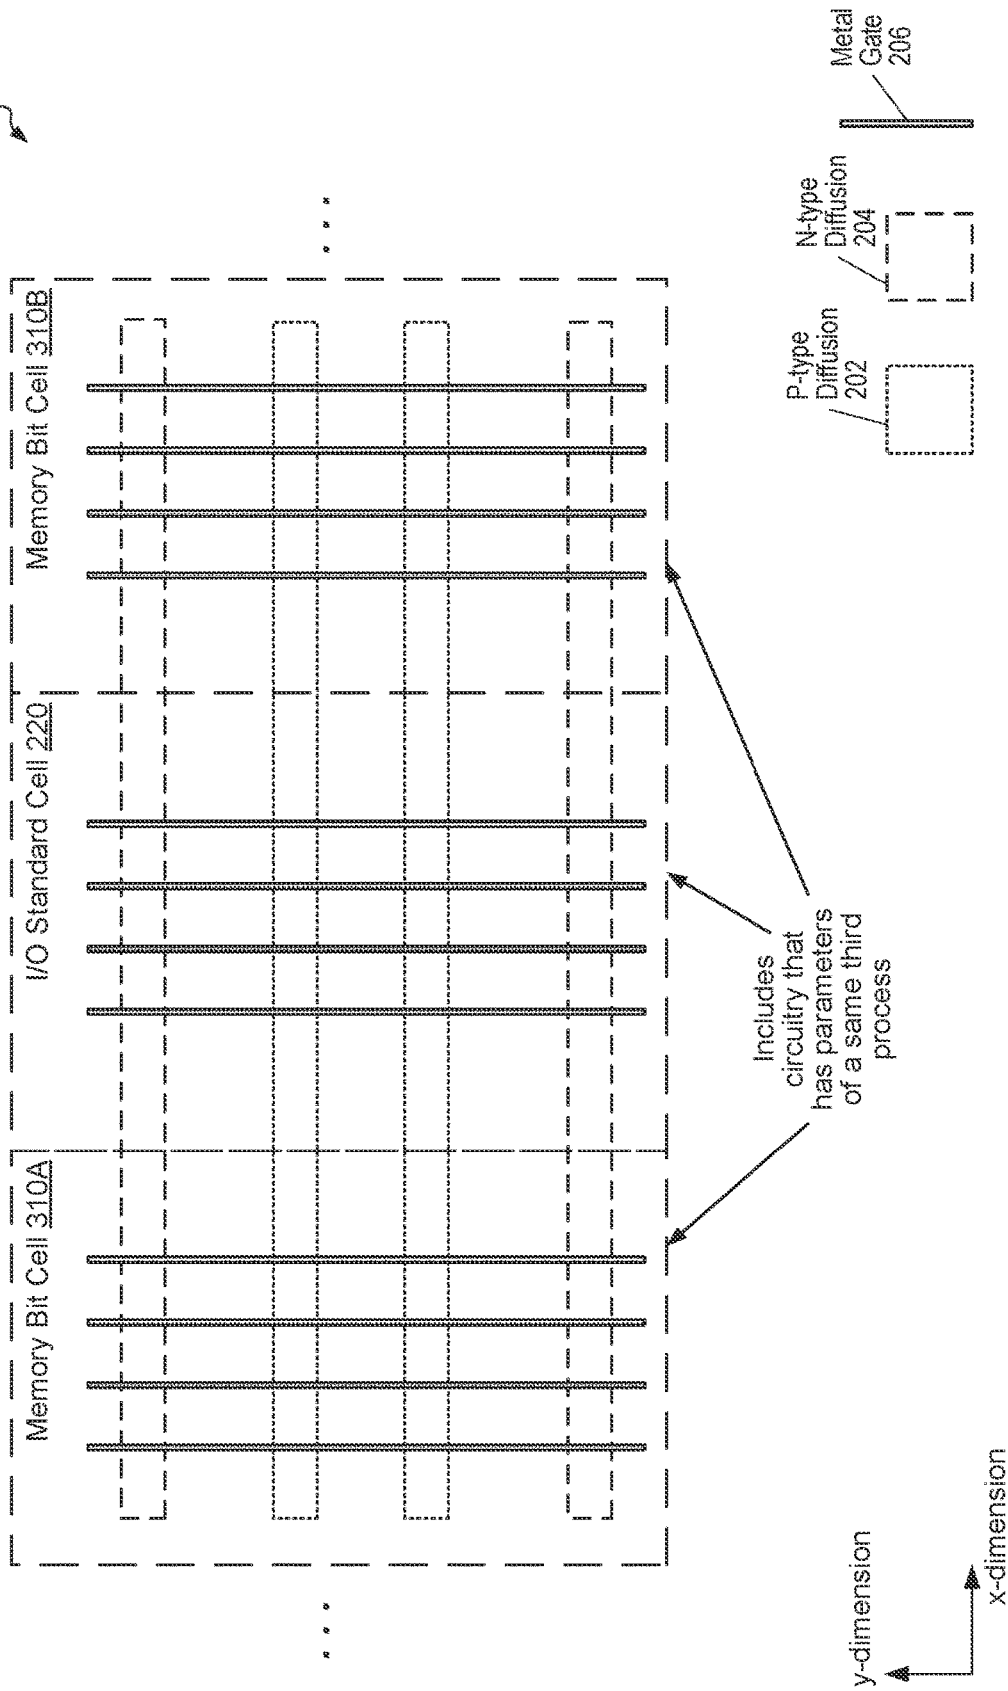 Memory Bit Cell 310A
I/O Standard Cell 220
Memory Bit Cell 310B
Includes
circuitry that
has parameters
of a same third
process
y-dimension
x-dimension
P-type
Diffusion
202
N-type
Diffusion
204
Metal
Gate
206